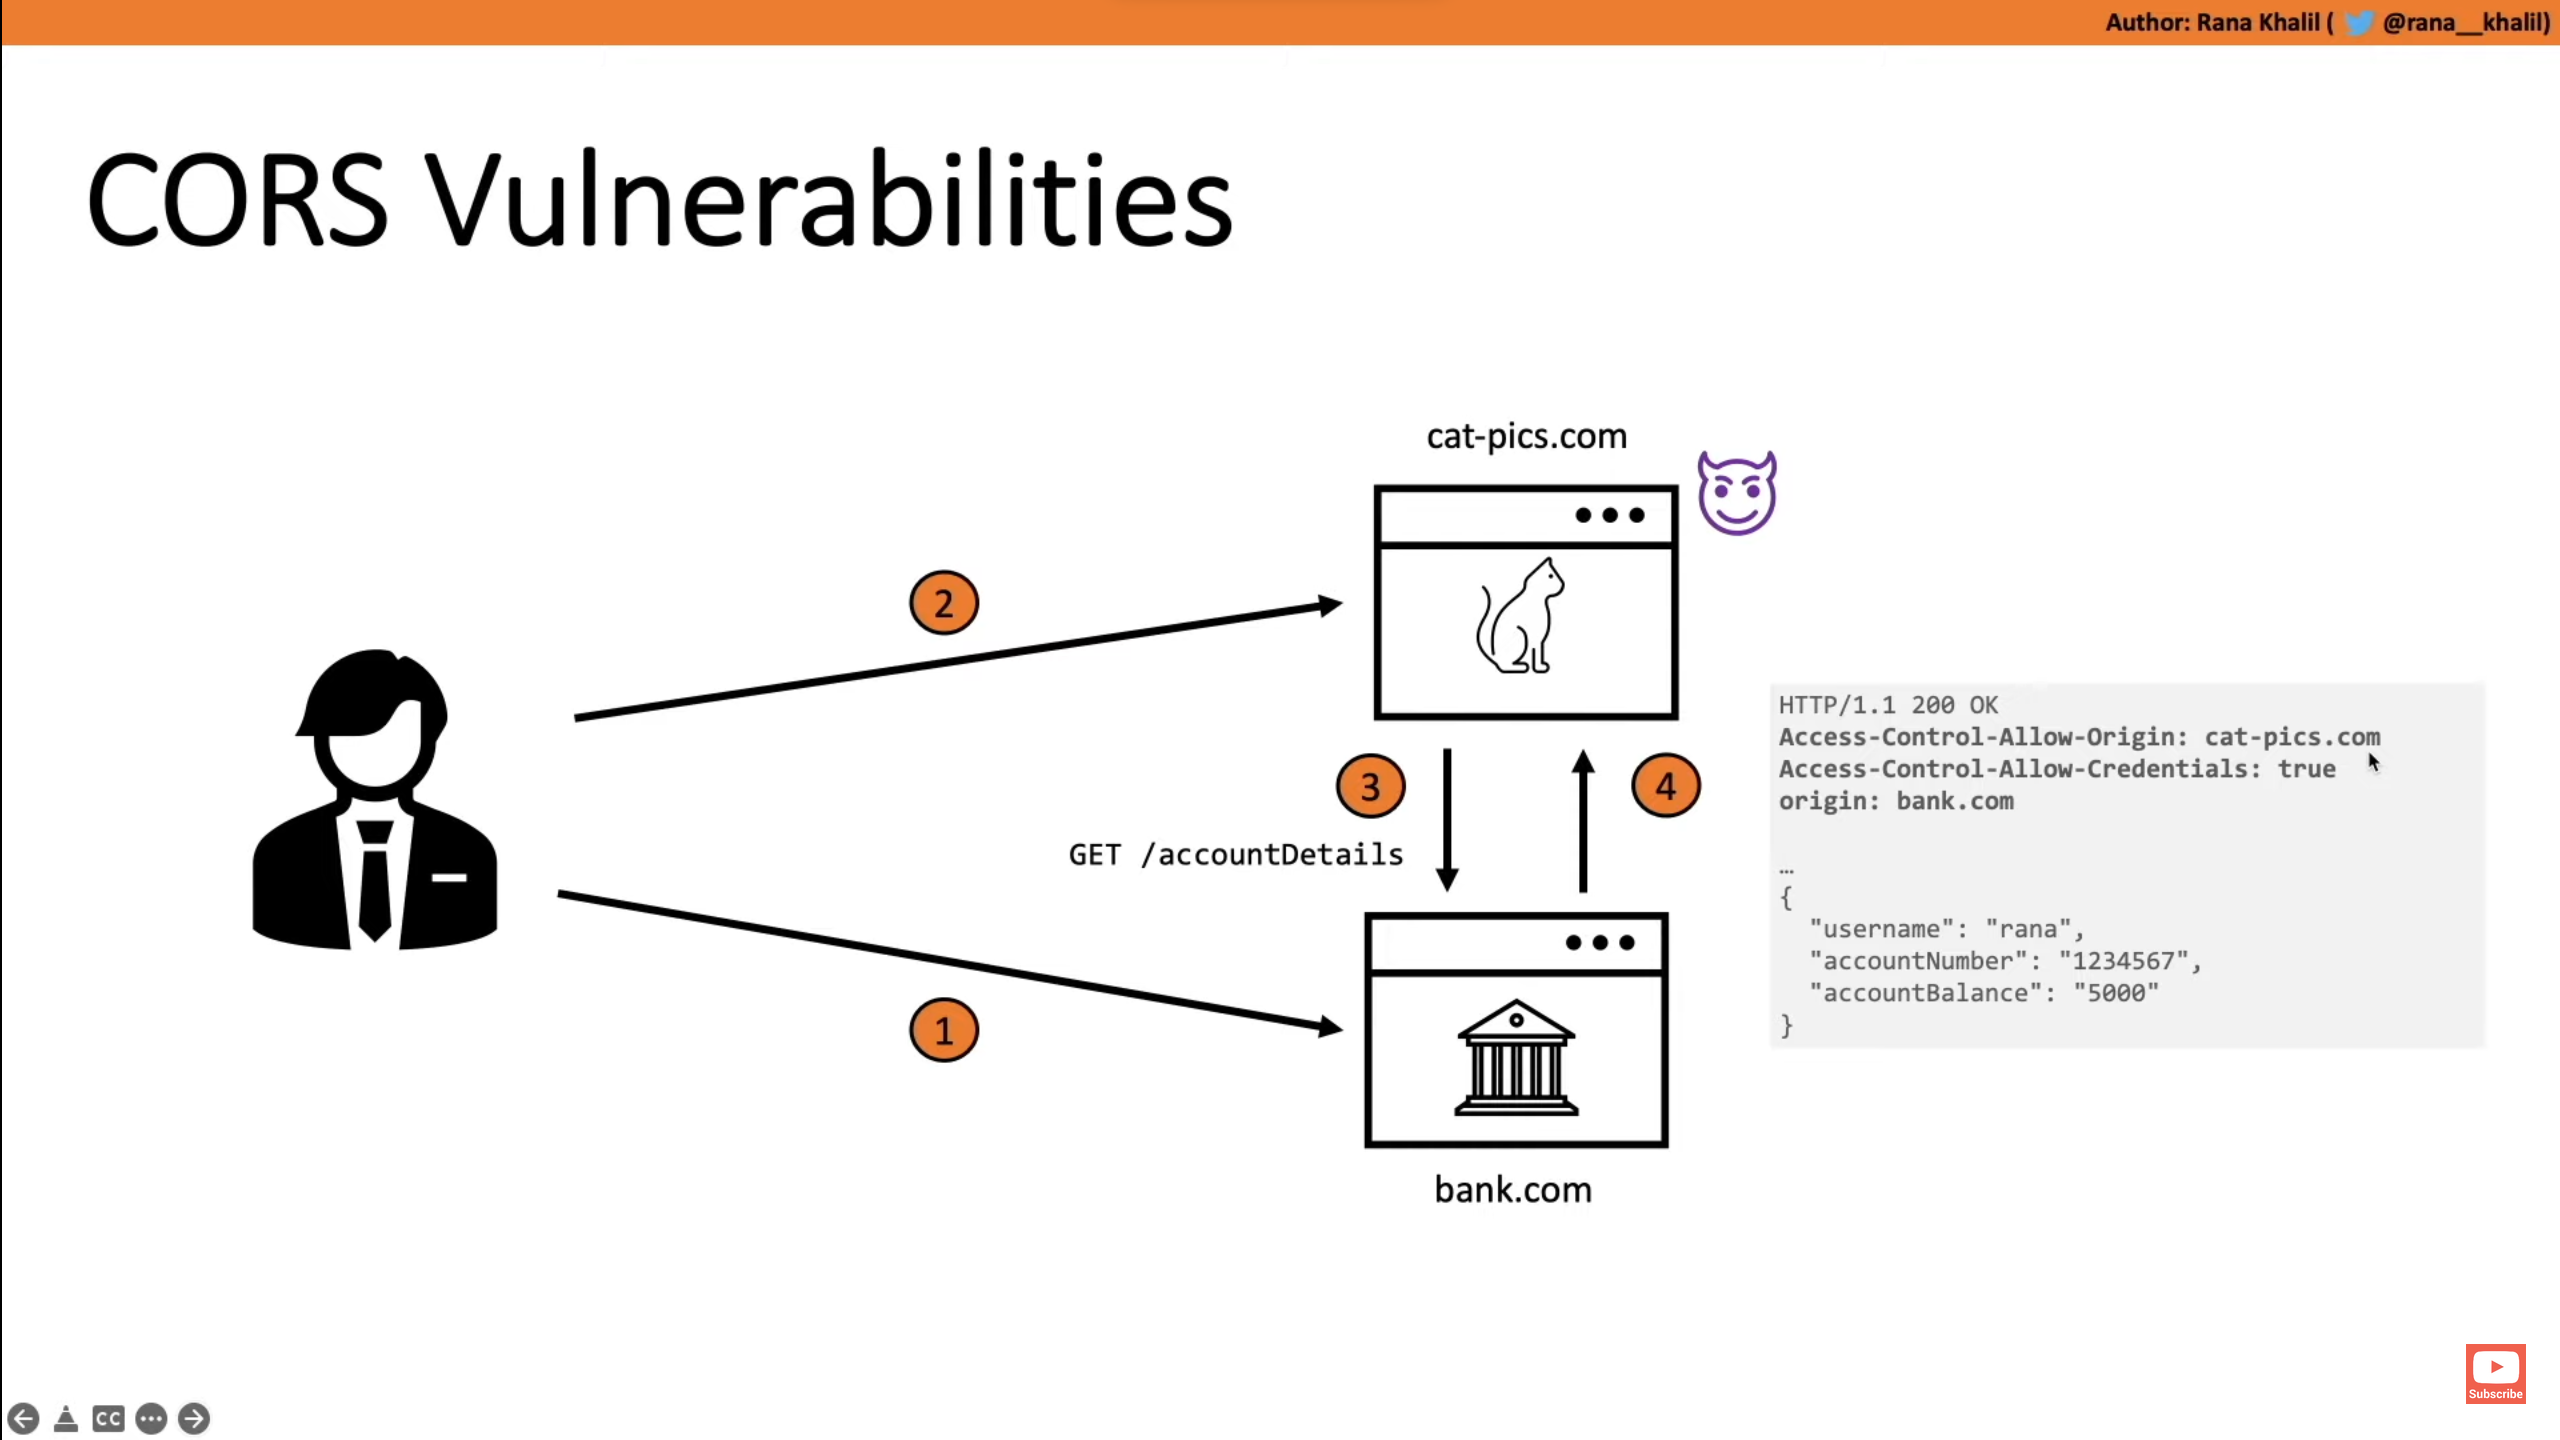 Author: Rana Khalil ( @rana__khalil)
CORS Vulnerabilities
cat-pics.com
2
HTTP/1.1 200 OK
Access-Control-Allow-Origin: cat-pics.com
Access-Control-Allow-Credentials: true
origin: bank.com
…
{
"username": "rana",
"accountNumber": "1234567",
"accountBalance": "5000"
}
3
4
GET /accountDetails
1
bank.com
Subscribe
CC